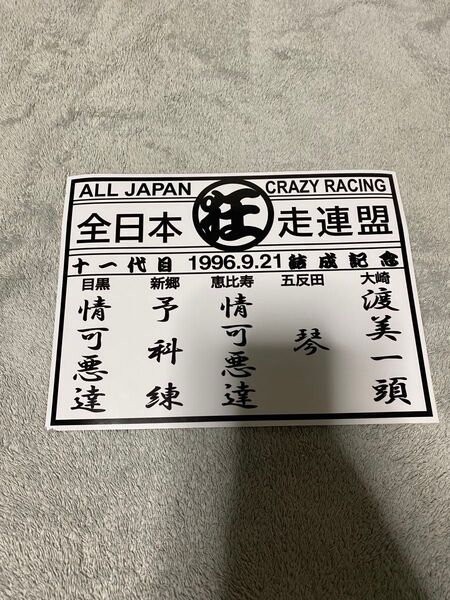 ALL JAPAN CRAZY RACING
全日本狂走連盟
十一代目 1996.9.21 結成記念
大崎
渡美一頭
五反田
琴
恵比寿
情可悪達
新郷
予科練
目黒
情可悪達